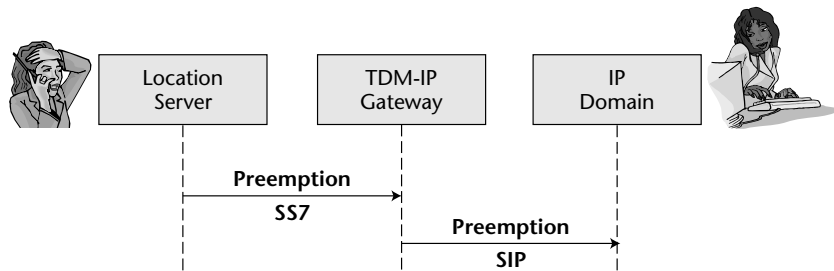 Location
Server
TDM-IP
Gateway
IP
Domain
Preemption
SS7
Preemption
SIP